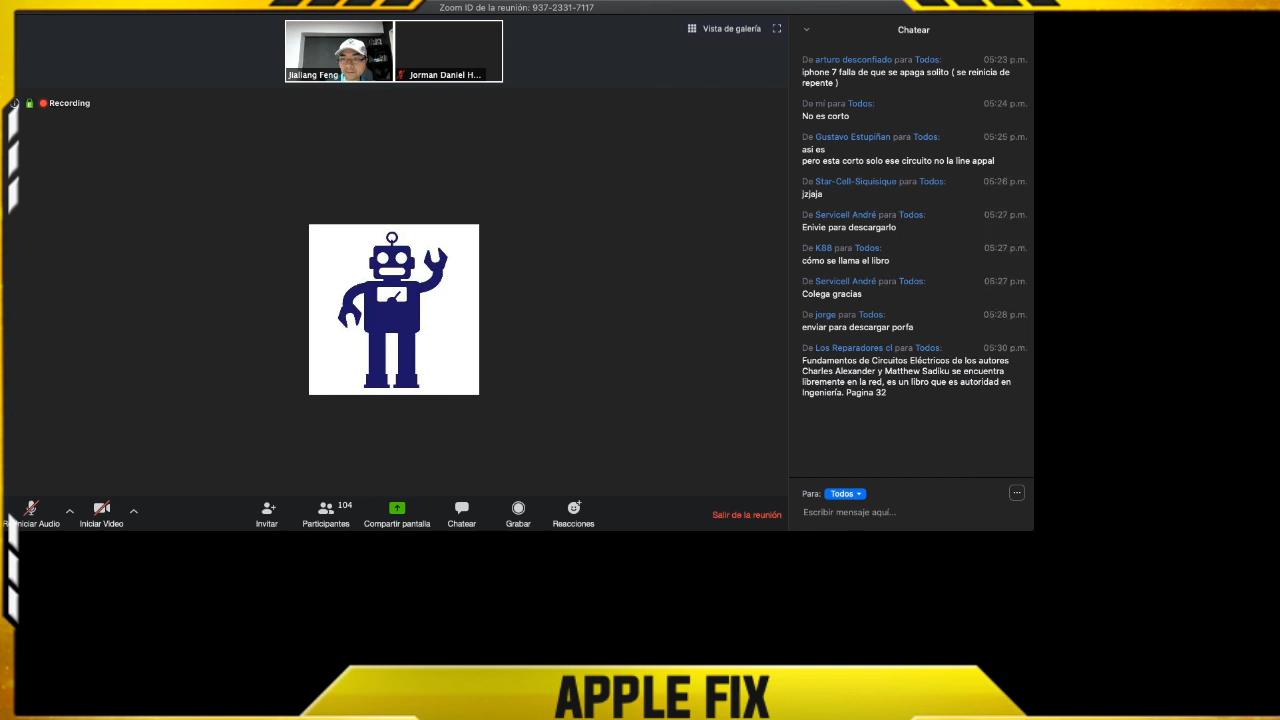 Zoom ID de la reunión: 937-2331-7117
Vista de galería
Jialiang Feng
Jorman Daniel H...
Recording
Chatear
De arturo desconfiado para Todos: 05:23 p.m.
iphone 7 falla de que se apaga solito ( se reinicia de
repente )
De mí para Todos: 05:24 p.m.
No es corto
De Gustavo Estupiñan para Todos: 05:25 p.m.
asi es
pero esta corto solo ese circuito no la line appal
De Star-Cell-Siquisique para Todos: 05:26 p.m.
jzjaja
De Servicell André para Todos: 05:27 p.m.
Enivie para descargarlo
De K88 para Todos: 05:27 p.m.
cómo se llama el libro
De Servicell André para Todos: 05:27 p.m.
Colega gracias
De jorge para Todos: 05:28 p.m.
enviar para descargar porfa
De Los Reparadores cl para Todos: 05:30 p.m.
Fundamentos de Circuitos Eléctricos de los autores
Charles Alexander y Matthew Sadiku se encuentra
libremente en la red, es un libro que es autoridad en
Ingeniería. Pagina 32
Para: Todos
Escribir mensaje aquí...
Audio
Iniciar Video
Invitar
104
Participantes
Compartir pantalla
Chatear
Grabar
Reacciones
Salir de la reunión
APPLE FIX